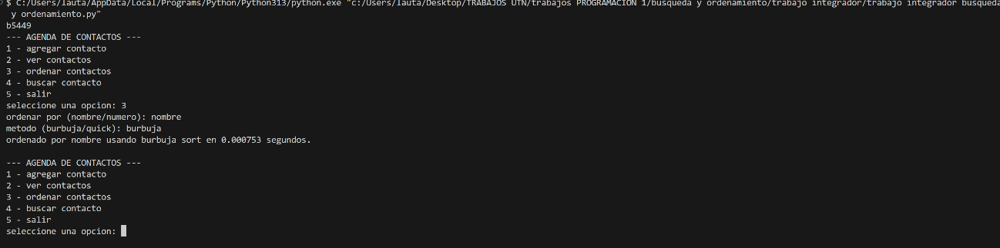 $ C:/Users/lauta/AppData/Local/Programs/Python/Python313/python.exe "c:/Users/lauta/Desktop/TRABAJOS UTN/trabajos PROGRAMACION 1/busqueda y ordenamiento/trabajo integrador/trabajo integrador busqueda
y ordenamiento.py"
b5449
--- AGENDA DE CONTACTOS ---
1 - agregar contacto
2 - ver contactos
3 - ordenar contactos
4 - buscar contacto
5 - salir
seleccione una opcion: 3
ordenar por (nombre/numero): nombre
metodo (burbuja/quick): burbuja
ordenado por nombre usando burbuja sort en 0.000753 segundos.

--- AGENDA DE CONTACTOS ---
1 - agregar contacto
2 - ver contactos
3 - ordenar contactos
4 - buscar contacto
5 - salir
seleccione una opcion: